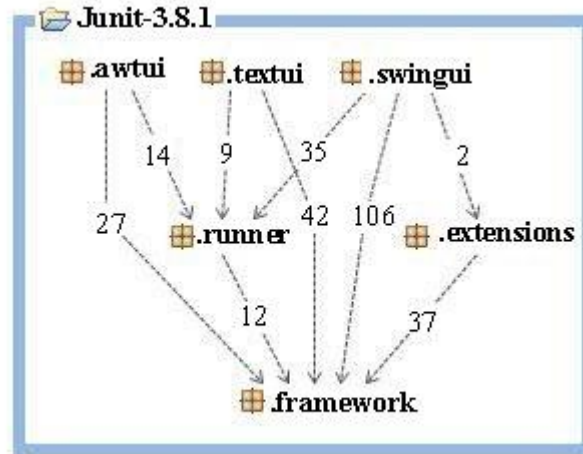 Junit-3.8.1
.awtui
.textui
.swingui
14
9
35
2
27
42
106
.runner
.extensions
12
37
.framework